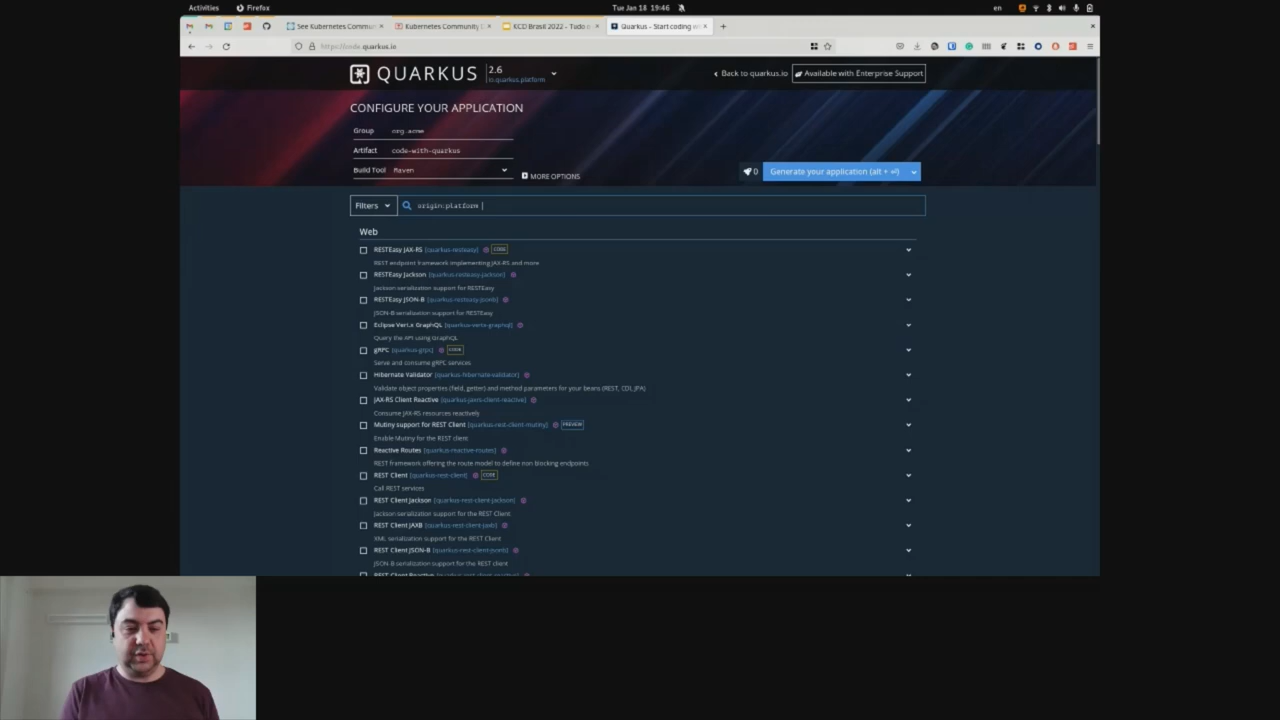 Activities Firefox Tue Jan 18 19:46 en
See Kubernetes Commun × Kubernetes Community × KCD Brasil 2022 - Tudo × Quarkus - Start coding w × +
https://code.quarkus.io
QUARKUS 2.6 io.quarkus.platform Back to quarkus.io Available with Enterprise Support
CONFIGURE YOUR APPLICATION
Group org.acme
Artifact code-with-quarkus
Build Tool Maven MORE OPTIONS 0 Generate your application (alt + ⏎)
Filters origin:platform
Web
RESTEasy JAX-RS [quarkus-resteasy] CODE
REST endpoint framework implementing JAX-RS and more
RESTEasy Jackson [quarkus-resteasy-jackson]
Jackson serialization support for RESTEasy
RESTEasy JSON-B [quarkus-resteasy-jsonb]
JSON-B serialization support for RESTEasy
Eclipse Vert.x GraphQL [quarkus-vertx-graphql]
Query the API using GraphQL
gRPC [quarkus-grpc] CODE
Serve and consume gRPC services
Hibernate Validator [quarkus-hibernate-validator]
Validate object properties (field, getter) and method parameters for your beans (REST, CDI, JPA)
JAX-RS Client Reactive [quarkus-jaxrs-client-reactive]
Consume JAX-RS resources reactively
Mutiny support for REST Client [quarkus-rest-client-mutiny] PREVIEW
Enable Mutiny for the REST client
Reactive Routes [quarkus-reactive-routes]
REST framework offering the route model to define non blocking endpoints
REST Client [quarkus-rest-client] CODE
Call REST services
REST Client Jackson [quarkus-rest-client-jackson]
Jackson serialization support for the REST Client
REST Client JAXB [quarkus-rest-client-jaxb]
XML serialization support for the REST Client
REST Client JSON-B [quarkus-rest-client-jsonb]
JSON-B serialization support for the REST client
REST Client Reactive [quarkus-rest-client-reactive]